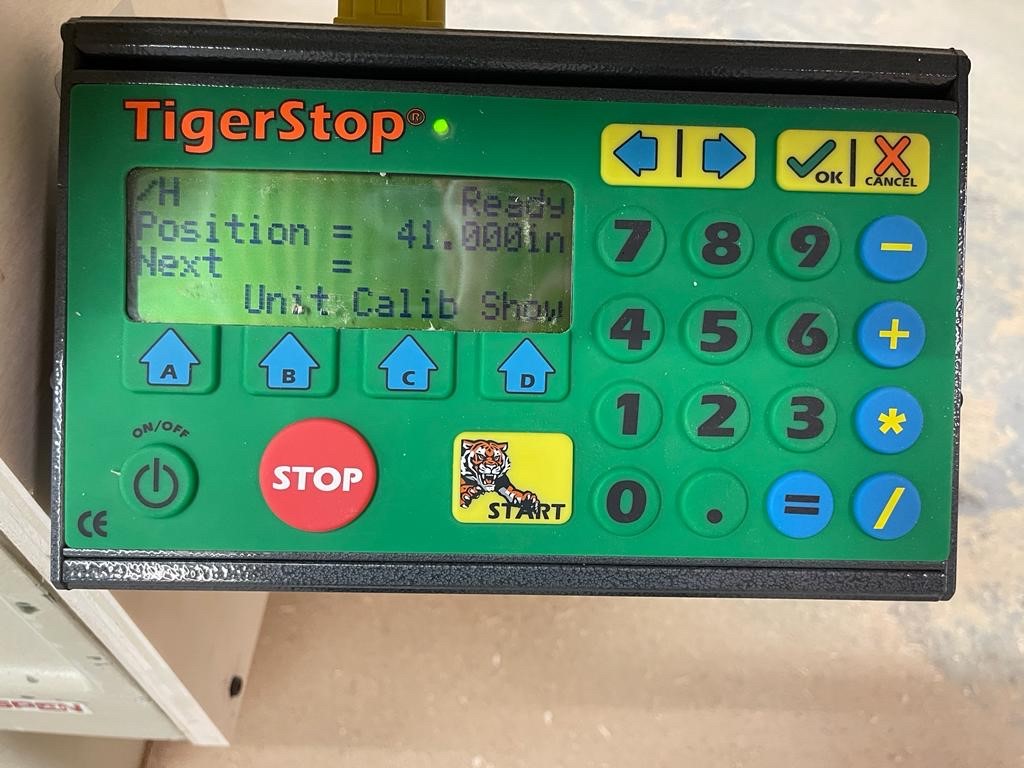 TigerStop®
/H Ready
Position = 41.000in
Next =
Unit Calib Show
A B C D
ON/OFF
STOP
START
CE
OK CANCEL
7 8 9 -
4 5 6 +
1 2 3 *
0 . = /